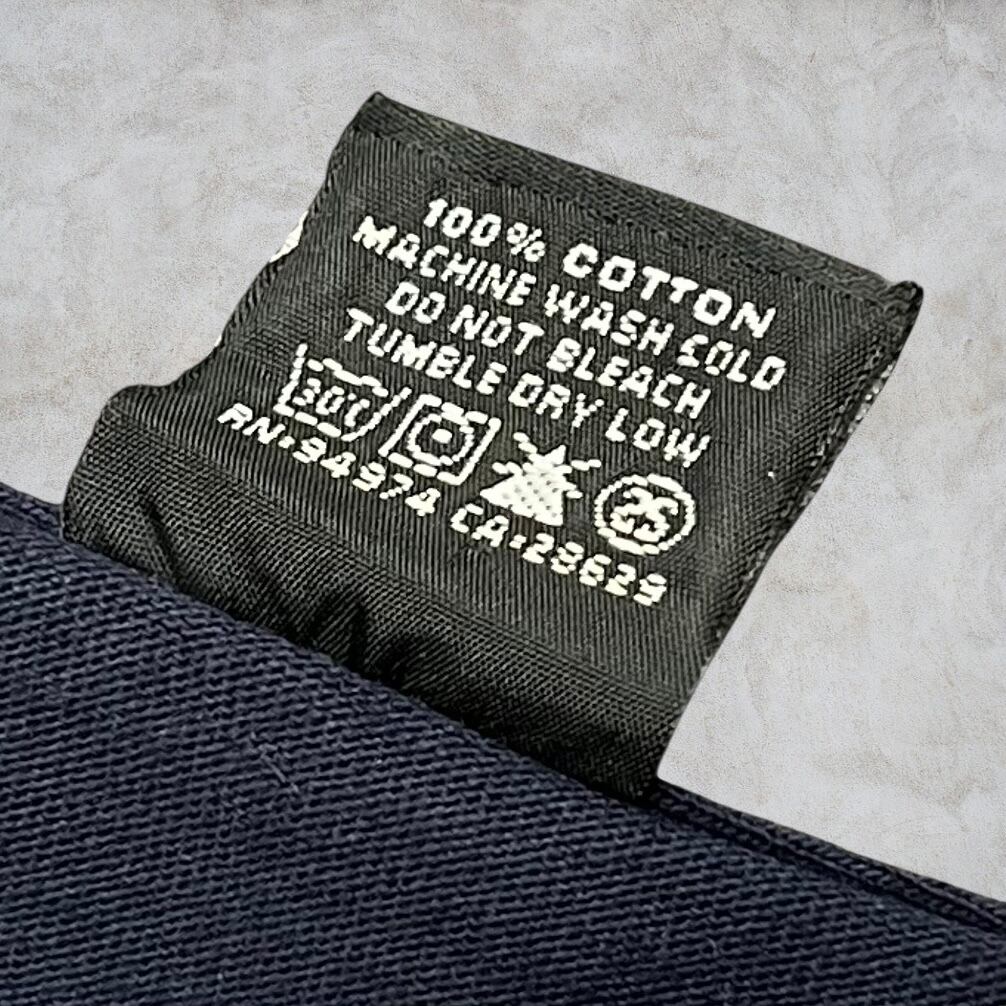 100% COTTON
MACHINE WASH COLD
DO NOT BLEACH
TUMBLE DRY LOW
30°C
RN:94974 CA:28629